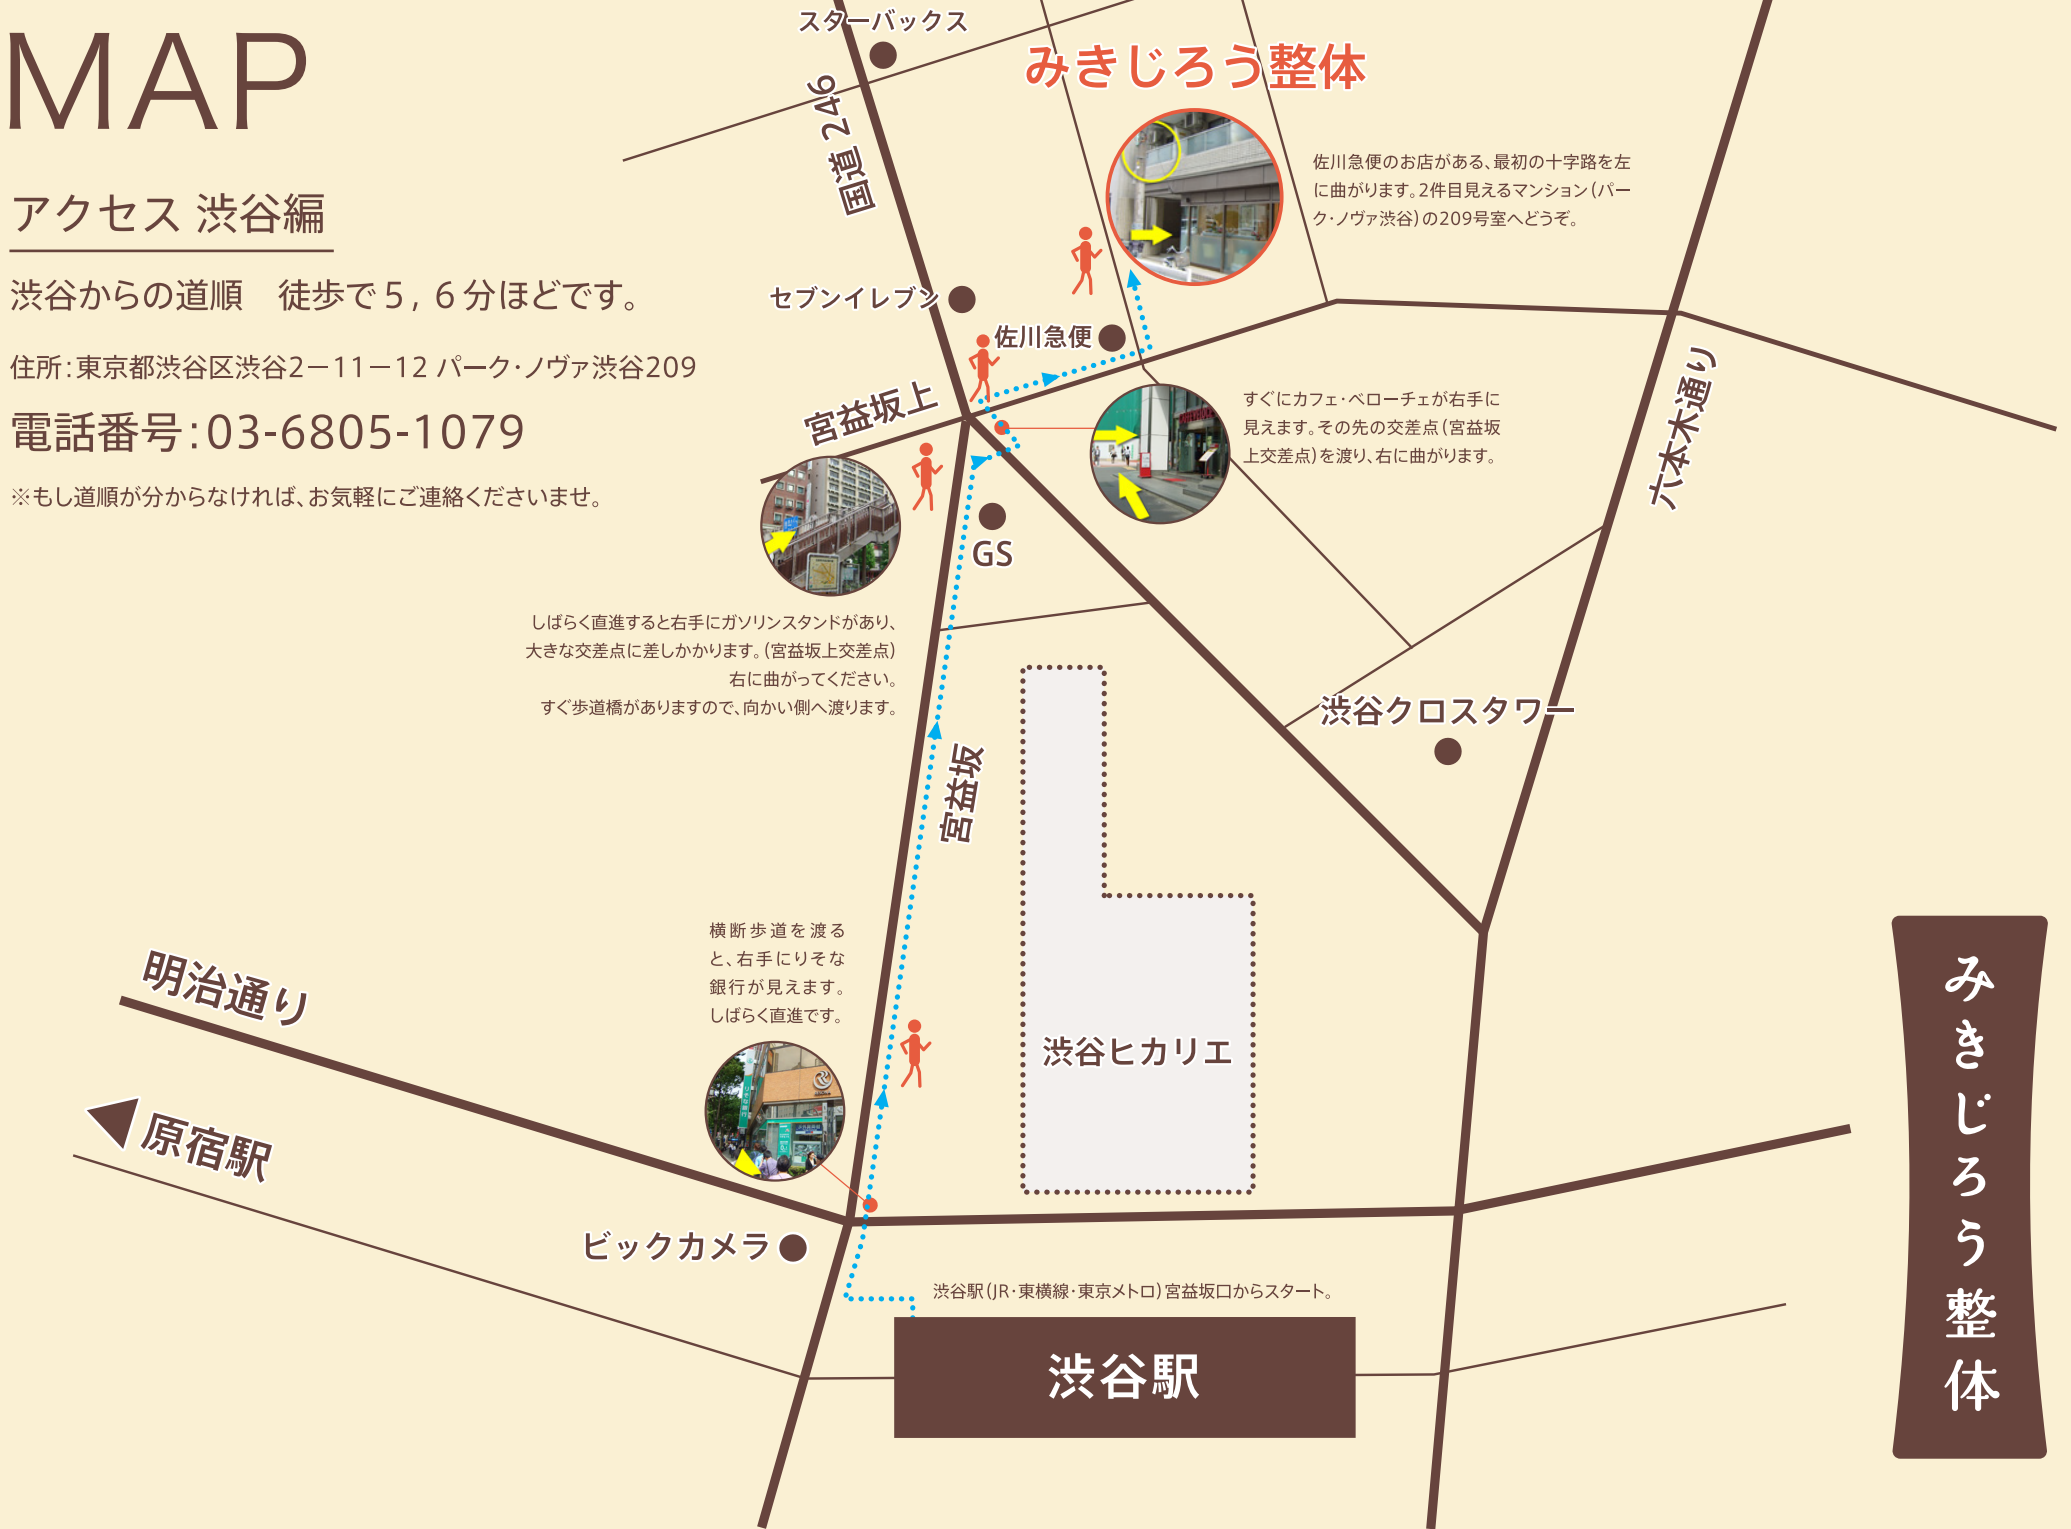 MAP
アクセス 渋谷編
渋谷からの道順　徒歩で5, 6分ほどです。
住所：東京都渋谷区渋谷2－11－12 パーク・ノヴァ渋谷209
電話番号：03-6805-1079
※もし道順が分からなければ、お気軽にご連絡くださいませ。
スターバックス
国道 246
みきじろう整体
佐川急便のお店がある、最初の十字路を左
に曲がります。2件目見えるマンション（パー
ク・ノヴァ渋谷）の209号室へどうぞ。
セブンイレブン
佐川急便
宮益坂上
すぐにカフェ・ベローチェが右手に
見えます。その先の交差点（宮益坂
上交差点）を渡り、右に曲がります。
六本木通り
GS
しばらく直進すると右手にガソリンスタンドがあり、
大きな交差点に差しかかります。（宮益坂上交差点）
右に曲がってください。
すぐ歩道橋がありますので、向かい側へ渡ります。
渋谷クロスタワー
宮益坂
横断歩道を渡る
と、右手にりそな
銀行が見えます。
しばらく直進です。
明治通り
原宿駅
渋谷ヒカリエ
ビックカメラ
渋谷駅（JR・東横線・東京メトロ）宮益坂口からスタート。
渋谷駅
みきじろう整体